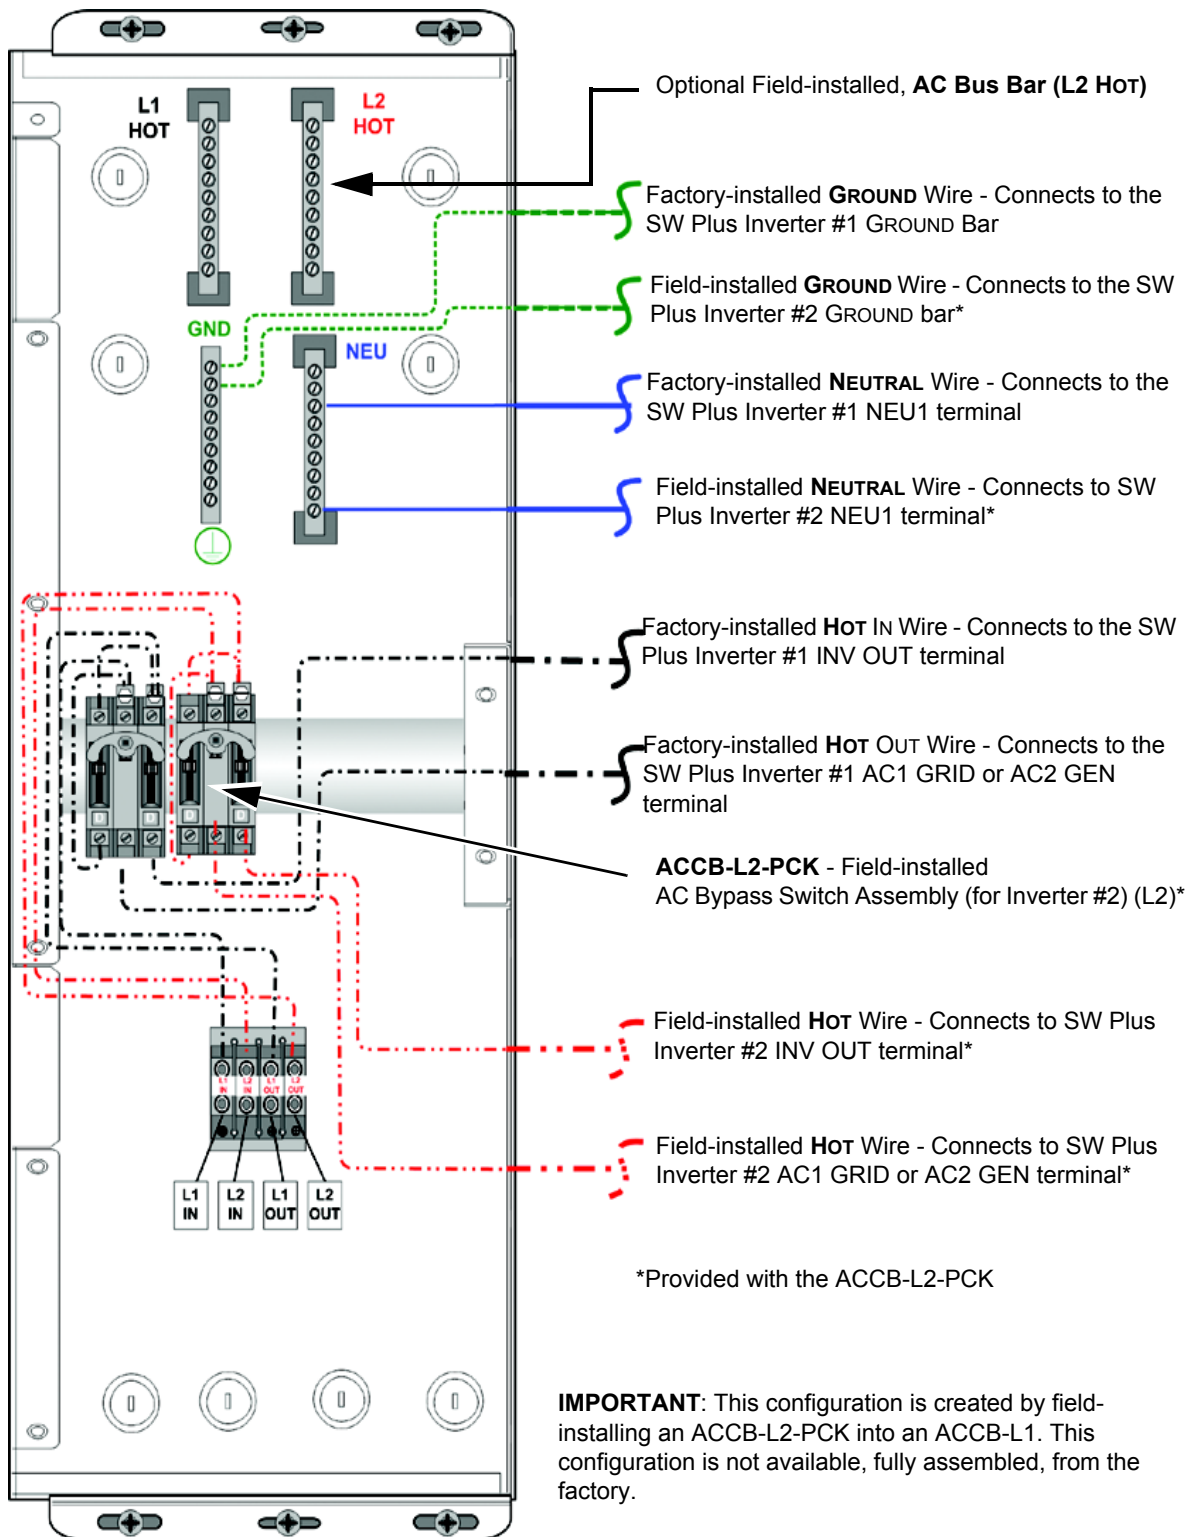 L1
HOT
L2
HOT
Optional Field-installed, AC Bus Bar (L2 HOT)
Factory-installed GROUND Wire - Connects to the
SW Plus Inverter #1 GROUND Bar
Field-installed GROUND Wire - Connects to the SW
Plus Inverter #2 GROUND bar*
GND
NEU
Factory-installed NEUTRAL Wire - Connects to the
SW Plus Inverter #1 NEU1 terminal
Field-installed NEUTRAL Wire - Connects to SW
Plus Inverter #2 NEU1 terminal*
Factory-installed HOT IN Wire - Connects to the SW
Plus Inverter #1 INV OUT terminal
Factory-installed HOT OUT Wire - Connects to the
SW Plus Inverter #1 AC1 GRID or AC2 GEN
terminal
D D D D
ACCB-L2-PCK - Field-installed
AC Bypass Switch Assembly (for Inverter #2) (L2)*
Field-installed HOT Wire - Connects to SW Plus
Inverter #2 INV OUT terminal*
L1 L2 L1 L2
IN IN OUT OUT
Field-installed HOT Wire - Connects to SW Plus
Inverter #2 AC1 GRID or AC2 GEN terminal*
L1 L2 L1 L2
IN IN OUT OUT
*Provided with the ACCB-L2-PCK
IMPORTANT: This configuration is created by field-
installing an ACCB-L2-PCK into an ACCB-L1. This
configuration is not available, fully assembled, from the
factory.